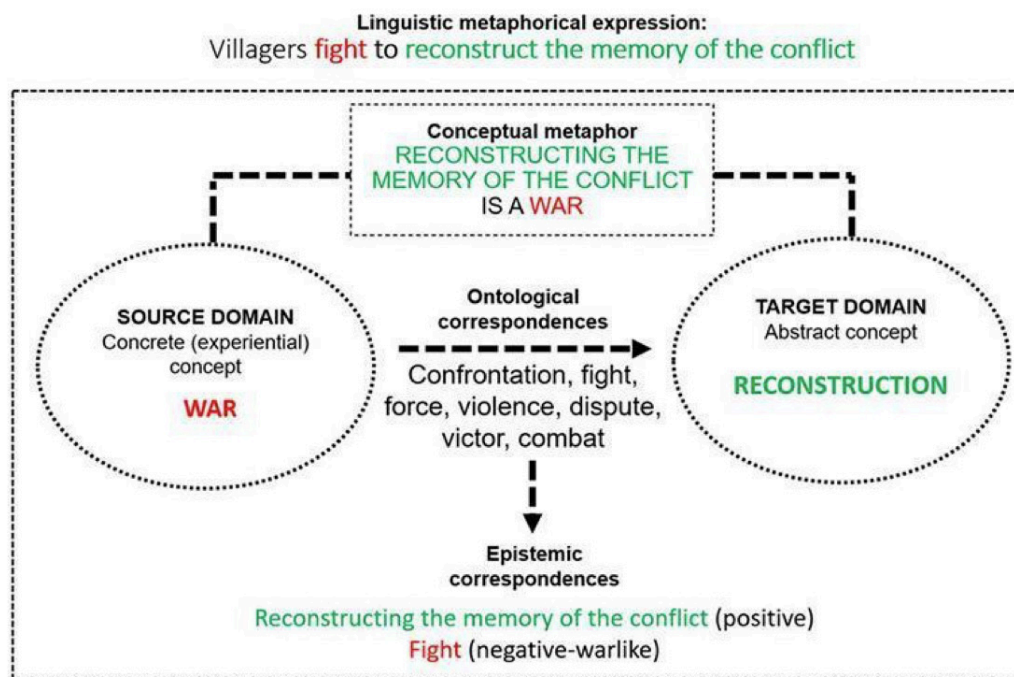 Linguistic metaphorical expression:
Villagers fight to reconstruct the memory of the conflict
Conceptual metaphor
RECONSTRUCTING THE
MEMORY OF THE CONFLICT
IS A WAR
SOURCE DOMAIN
Concrete (experiential)
concept
WAR
Ontological
correspondences
Confrontation, fight,
force, violence, dispute,
victor, combat
TARGET DOMAIN
Abstract concept
RECONSTRUCTION
Epistemic
correspondences
Reconstructing the memory of the conflict (positive)
Fight (negative-warlike)